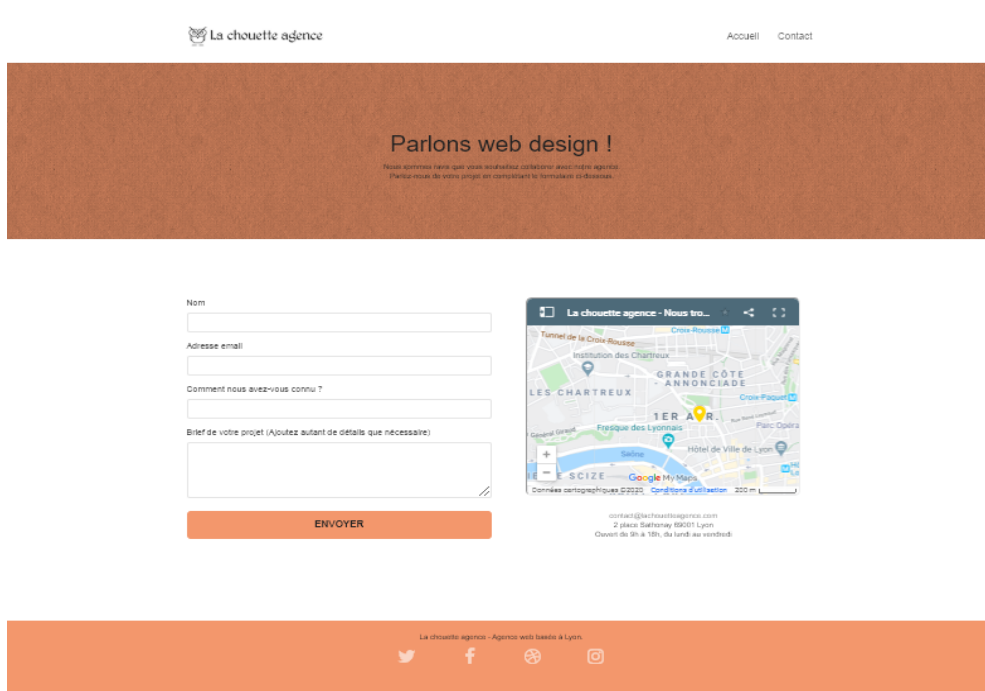 La chouette agence
Accueil
Contact
Parlons web design !
Nous sommes ravis que vous souhaitiez collaborer avec notre agence.
Parlez-nous de votre projet en complétant le formulaire ci-dessous.
Nom
Adresse email
Comment nous avez-vous connu ?
Brief de votre projet (Ajoutez autant de détails que nécessaire)
ENVOYER
La chouette agence - Nous tro...
Croix-Rousse M
Tunnel de la Croix-Rousse
Institution des Chartreux
GRANDE CÔTE
- ANNONCIADE
LES CHARTREUX
Croix-Paquet M
1ER A R.
Parc Opéra
Fresque des Lyonnais
Général Giraud
Hôtel de Ville de Lyon
Saône
SCIZE
Google My Maps
Données cartographiques ©2020
Conditions d'utilisation
200 m
contact@lachouetteagence.com
2 place Sathonay 69001 Lyon
Ouvert de 9h à 18h, du lundi au vendredi
La chouette agence - Agence web basée à Lyon.